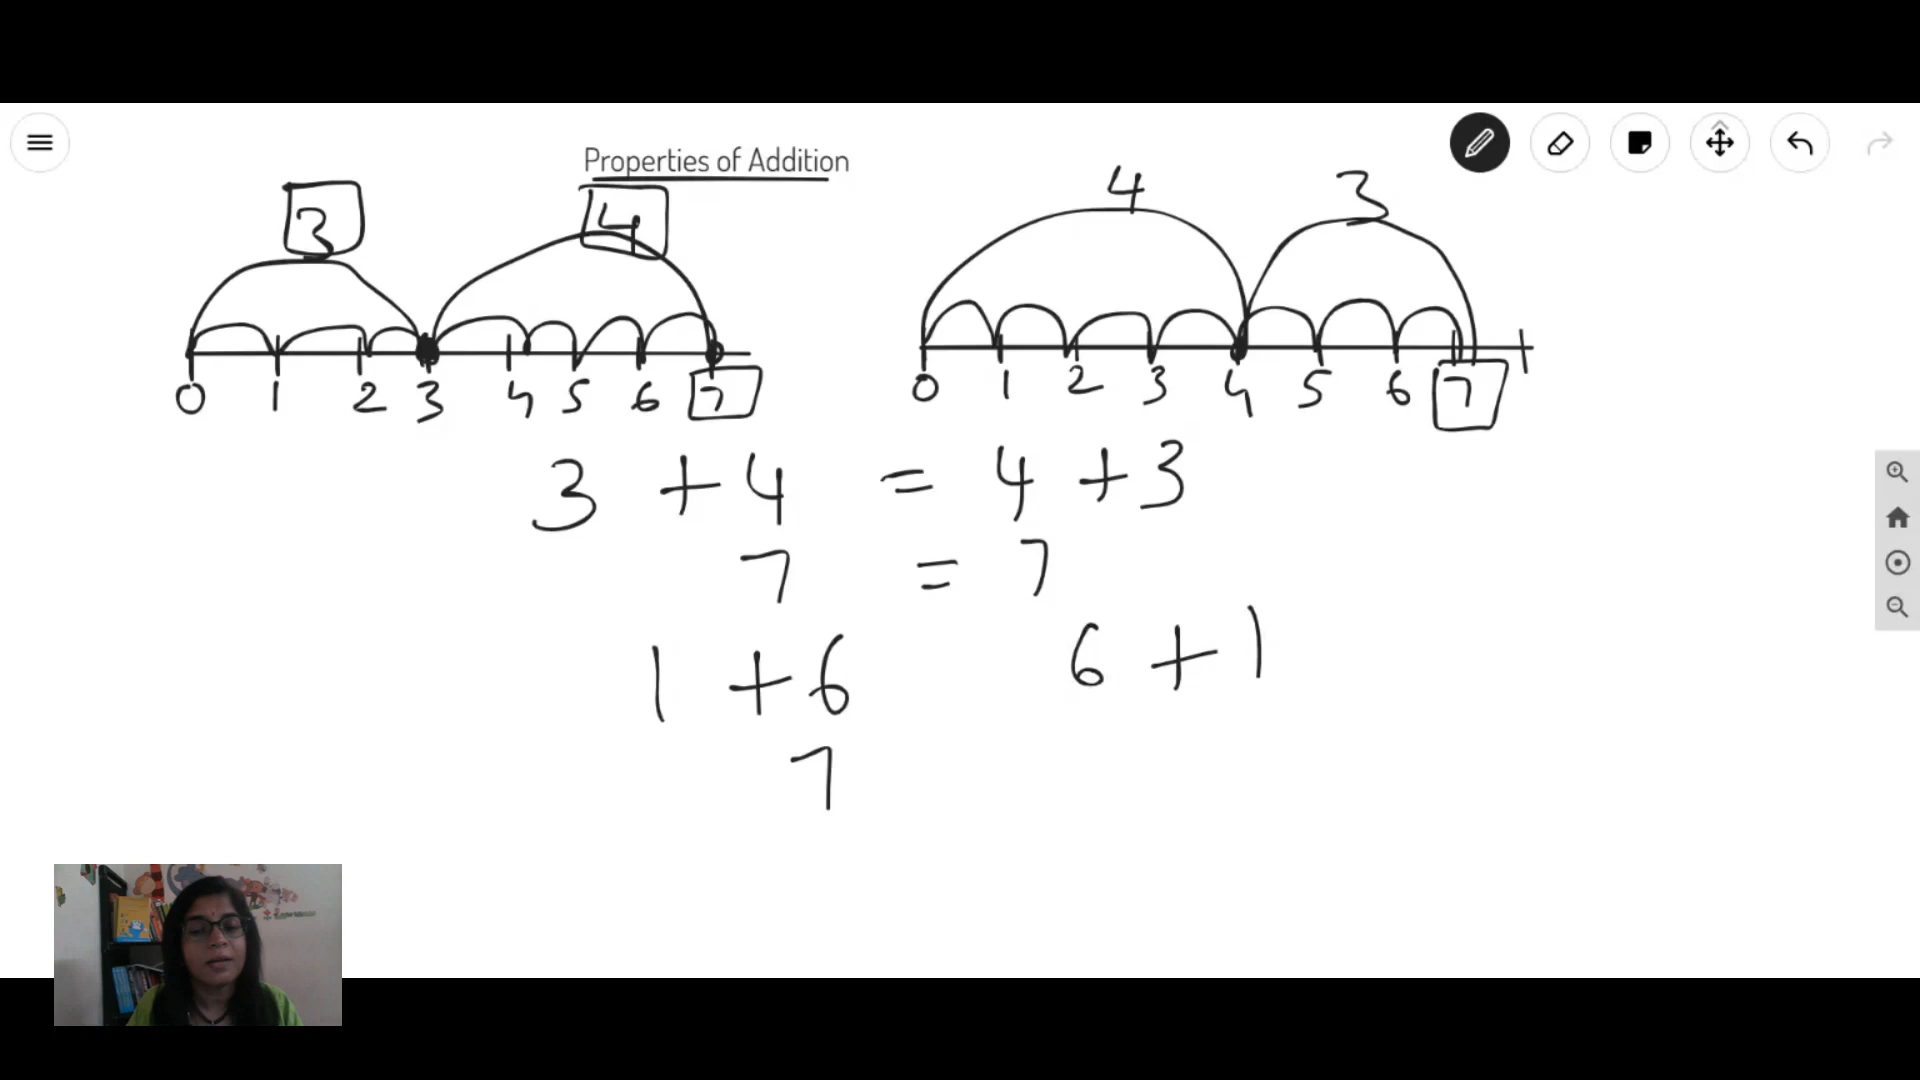 Properties of Addition
3 4
4 3
0 1 2 3 4 5 6 7
0 1 2 3 4 5 6 7
3 + 4 = 4 + 3
7 = 7
1 + 6 6 + 1
7